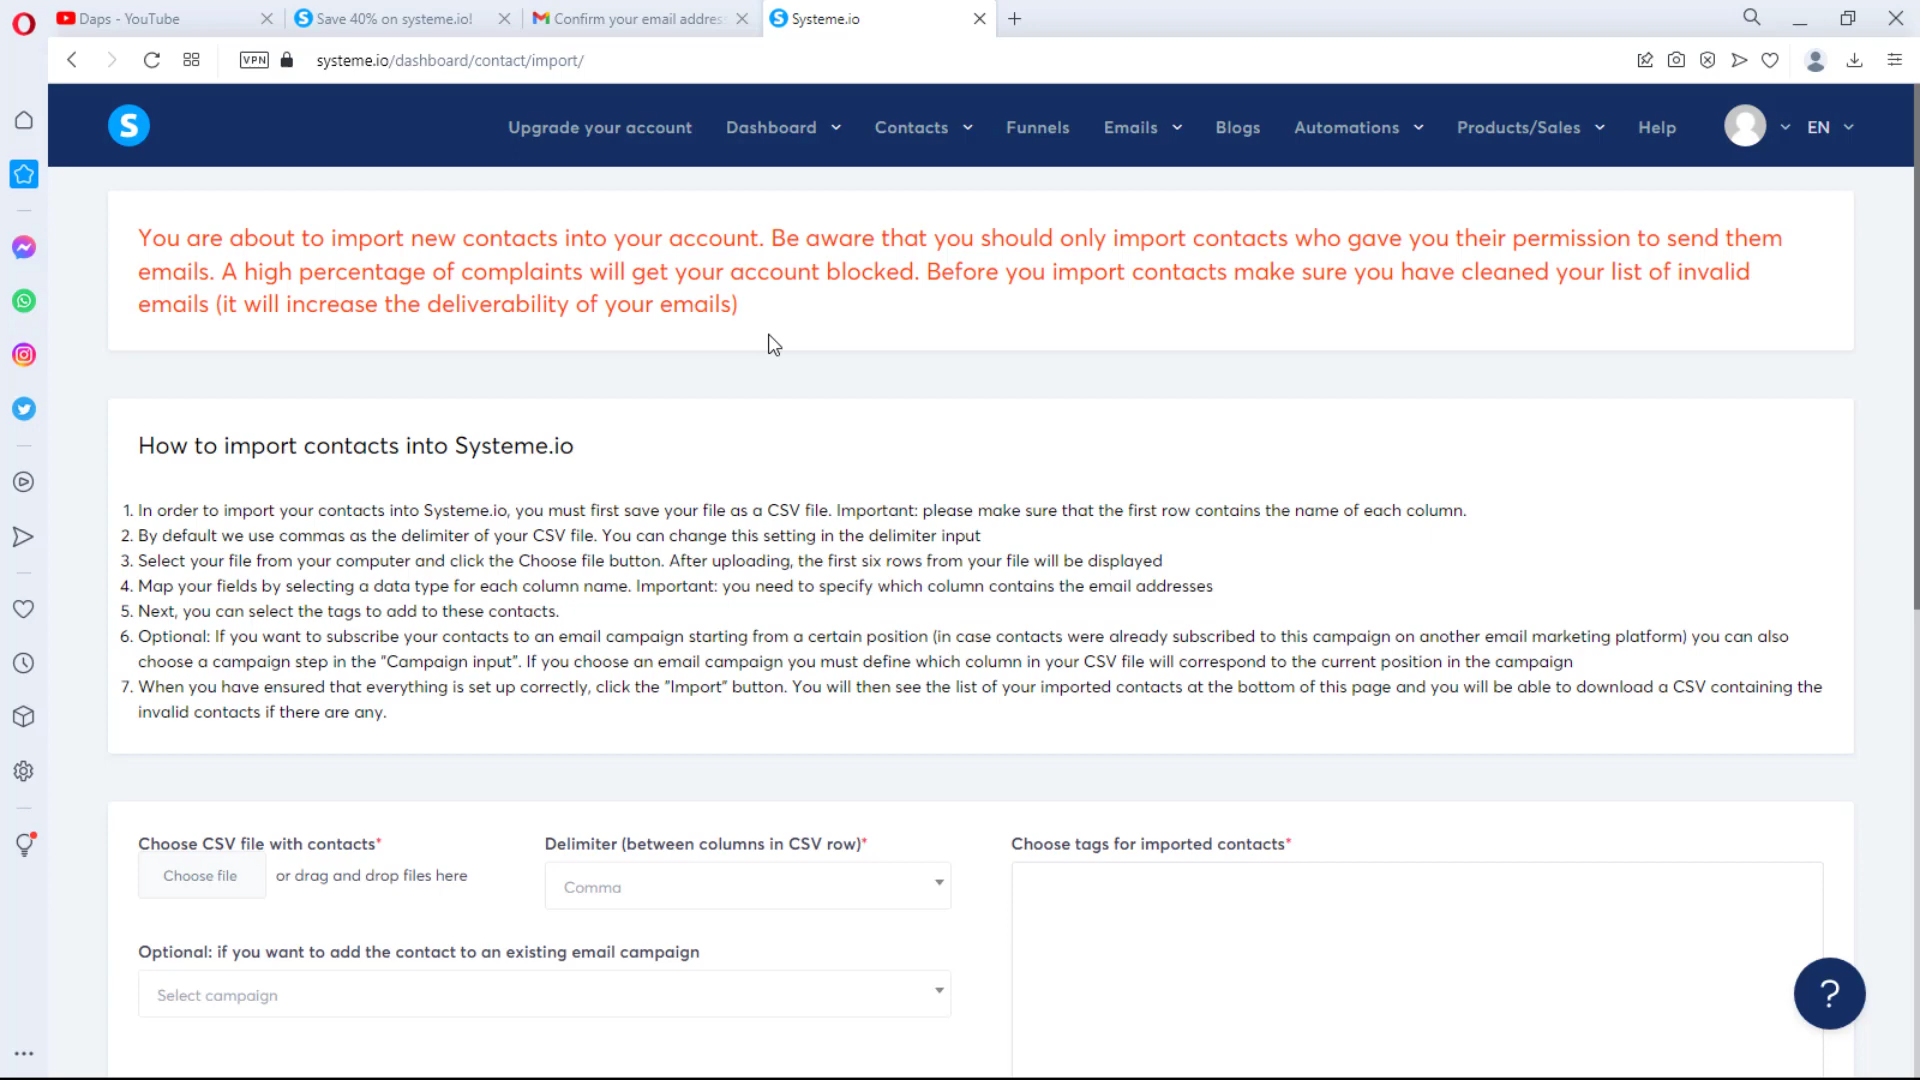 Daps - YouTube
Save 40% on systeme.io!
Confirm your email addres
Systeme.io
VPN
systeme.io/dashboard/contact/import/
S
Upgrade your account
Dashboard
Contacts
Funnels
Emails
Blogs
Automations
Products/Sales
Help
EN
You are about to import new contacts into your account. Be aware that you should only import contacts who gave you their permission to send them
emails. A high percentage of complaints will get your account blocked. Before you import contacts make sure you have cleaned your list of invalid
emails (it will increase the deliverability of your emails)
How to import contacts into Systeme.io
1. In order to import your contacts into Systeme.io, you must first save your file as a CSV file. Important: please make sure that the first row contains the name of each column.
2. By default we use commas as the delimiter of your CSV file. You can change this setting in the delimiter input
3. Select your file from your computer and click the Choose file button. After uploading, the first six rows from your file will be displayed
4. Map your fields by selecting a data type for each column name. Important: you need to specify which column contains the email addresses
5. Next, you can select the tags to add to these contacts.
6. Optional: If you want to subscribe your contacts to an email campaign starting from a certain position (in case contacts were already subscribed to this campaign on another email marketing platform) you can also
choose a campaign step in the "Campaign input". If you choose an email campaign you must define which column in your CSV file will correspond to the current position in the campaign
7. When you have ensured that everything is set up correctly, click the "Import" button. You will then see the list of your imported contacts at the bottom of this page and you will be able to download a CSV containing the
invalid contacts if there are any.
Choose CSV file with contacts*
Choose file
or drag and drop files here
Delimiter (between columns in CSV row)*
Comma
Choose tags for imported contacts*
Optional: if you want to add the contact to an existing email campaign
Select campaign
?